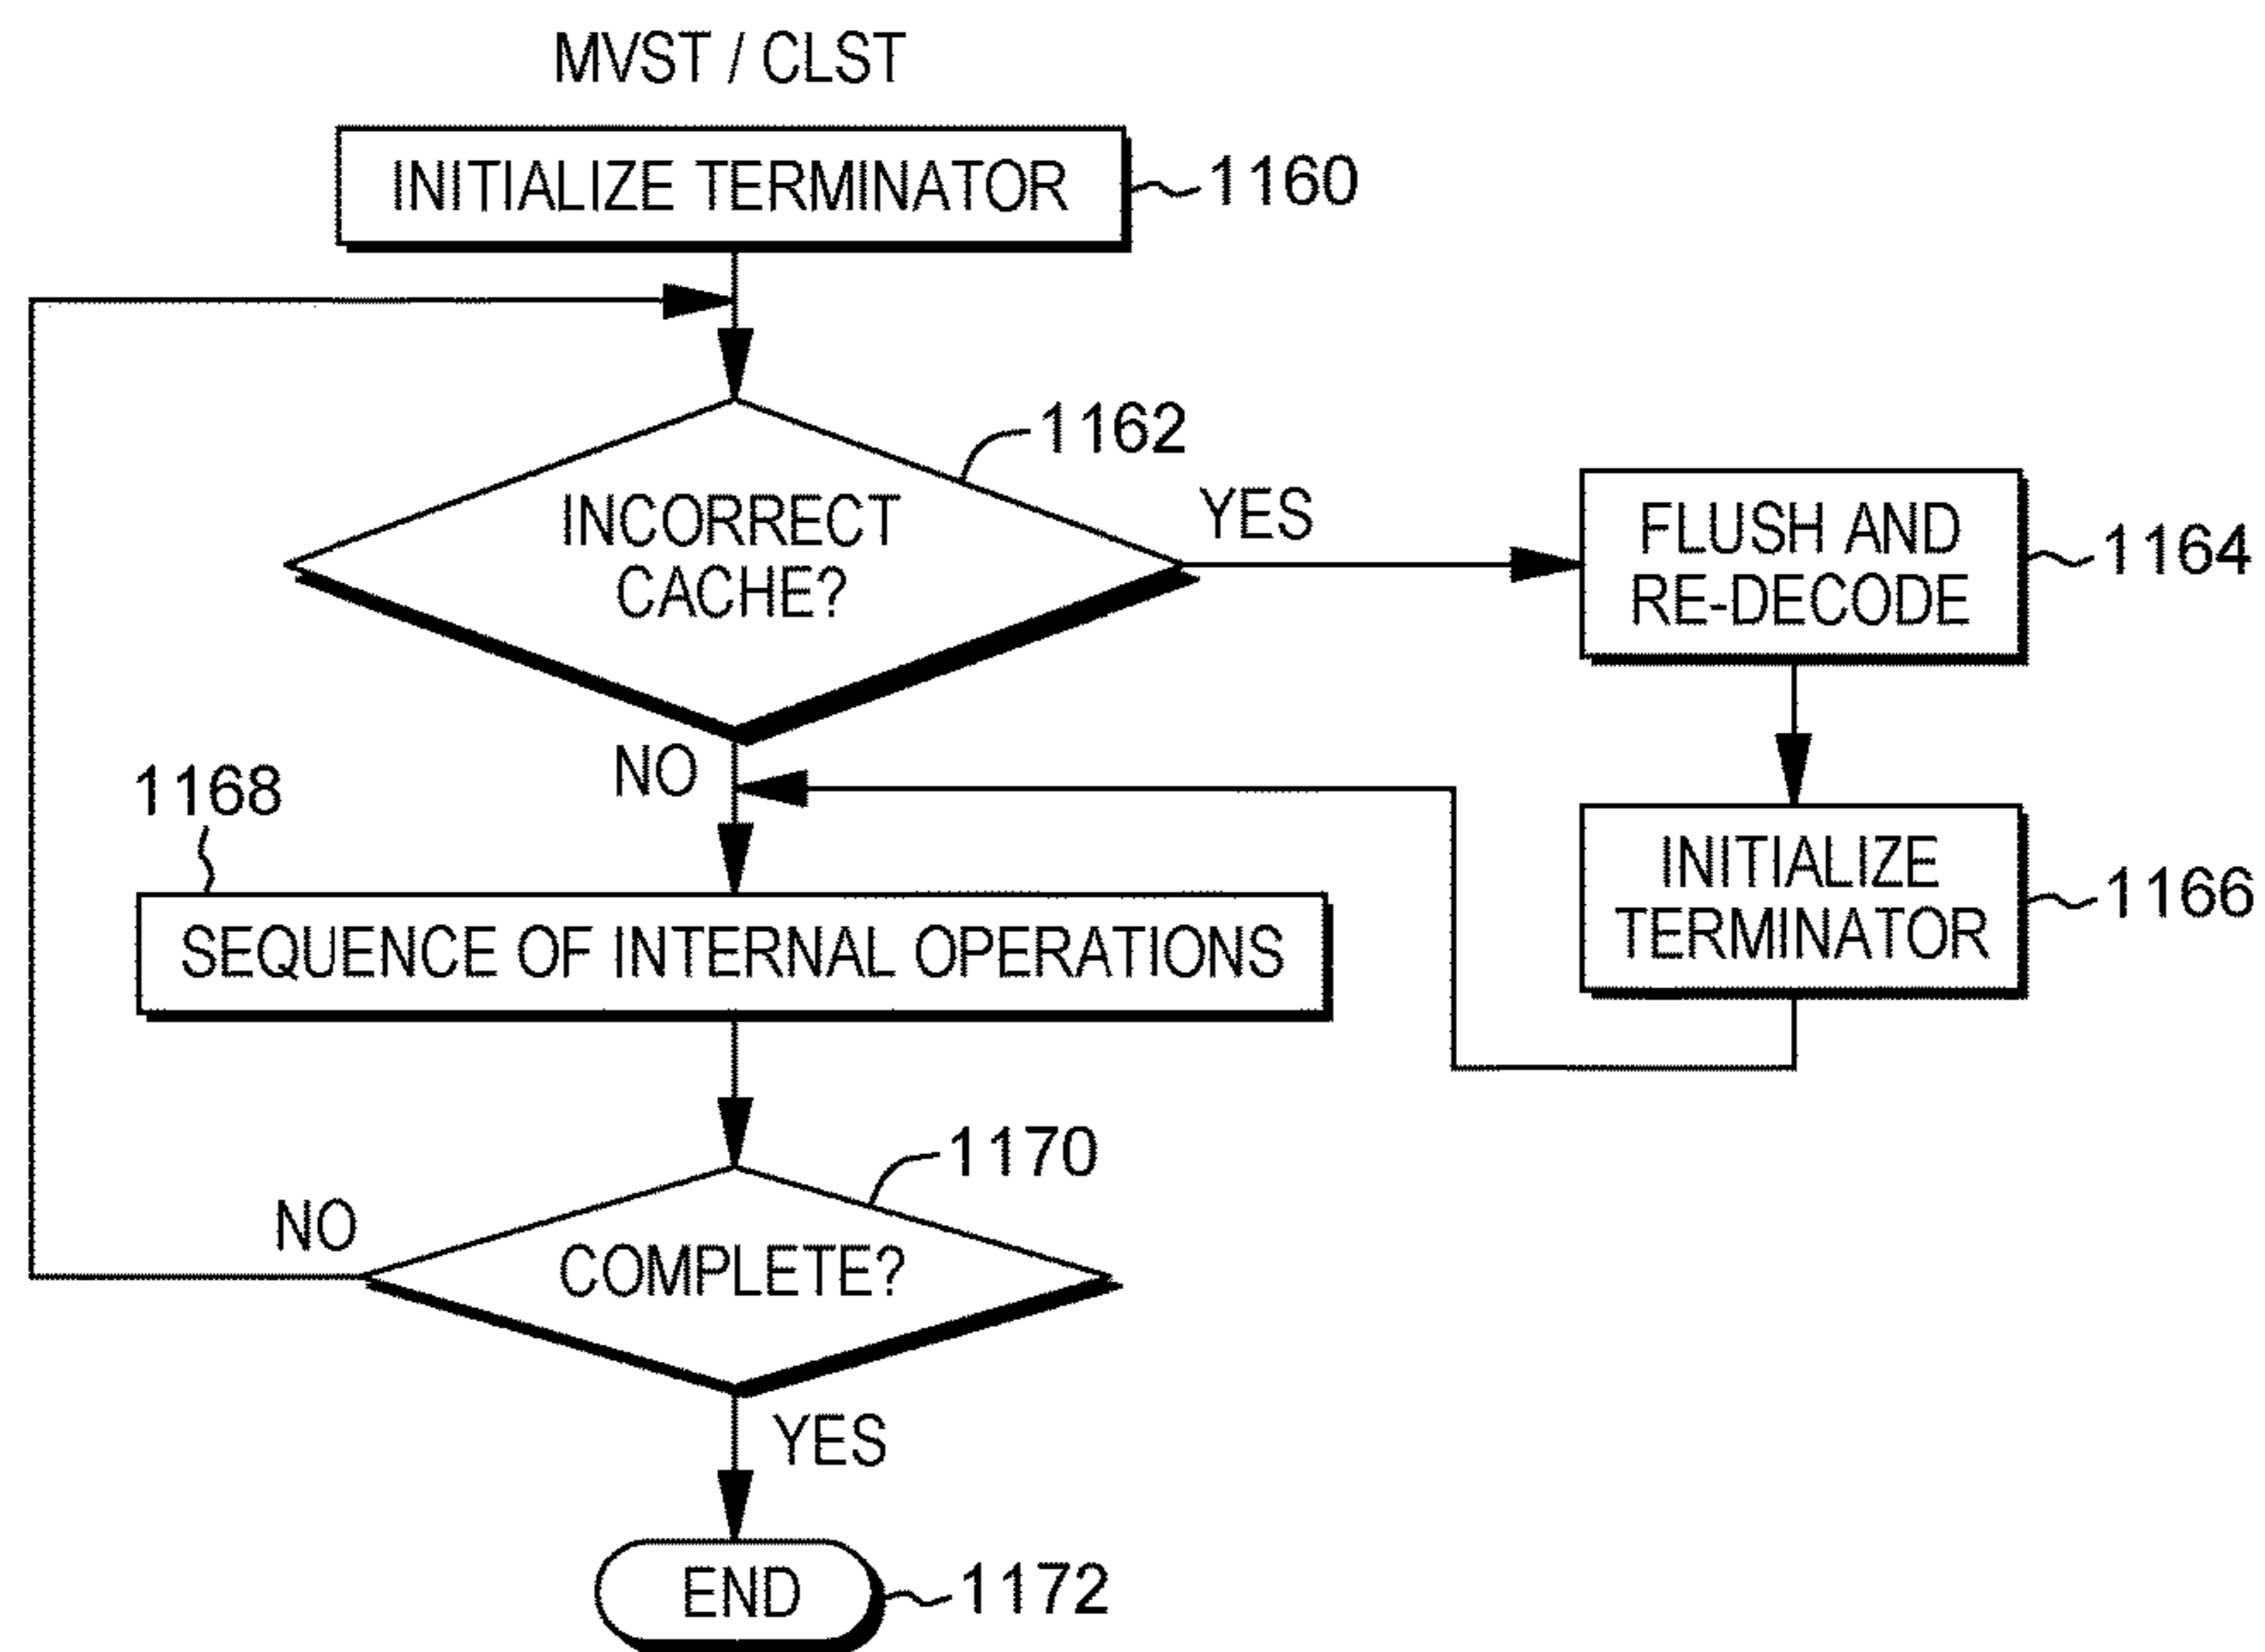 MVST / CLST
INITIALIZE TERMINATOR
1160
1162
INCORRECT
CACHE?
YES
FLUSH AND
RE-DECODE
1164
NO
1168
INITIALIZE
TERMINATOR
1166
SEQUENCE OF INTERNAL OPERATIONS
1170
NO
COMPLETE?
YES
END
1172